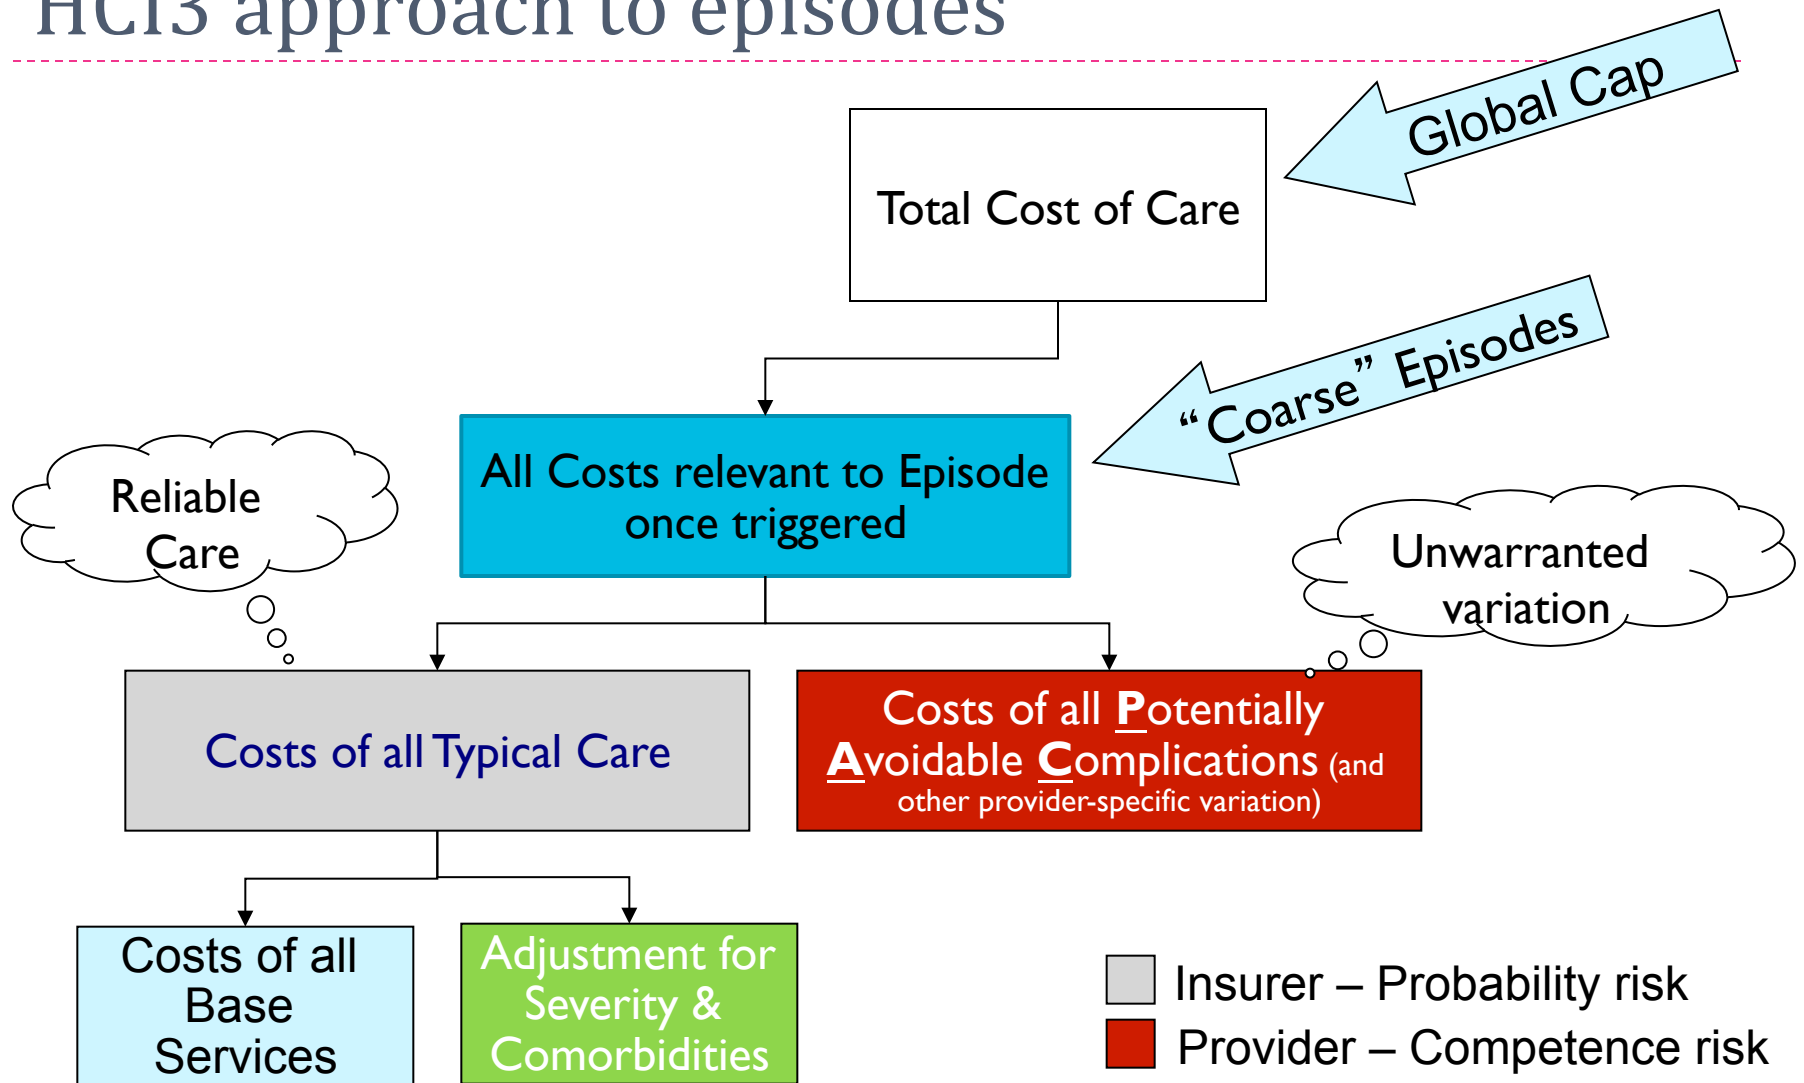 HCI3 approach to episodes
Global Cap
Total Cost of Care
“Coarse” Episodes
All Costs relevant to Episode
once triggered
Reliable
Care
Unwarranted
variation
Costs of all Typical Care
Costs of all Potentially
Avoidable Complications (and
other provider-specific variation)
Costs of all
Base
Services
Adjustment for
Severity &
Comorbidities
Insurer – Probability risk
Provider – Competence risk